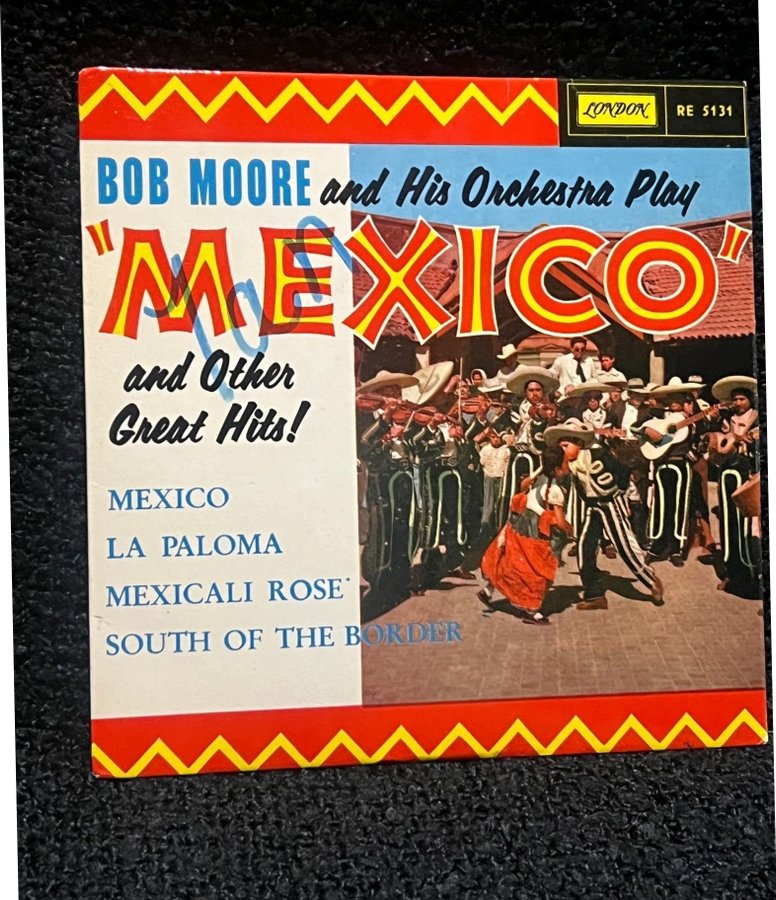 LONDON RE 5131
BOB MOORE and His Orchestra Play
"MEXICO"
and Other
Great Hits!
MEXICO
LA PALOMA
MEXICALI ROSE
SOUTH OF THE BORDER